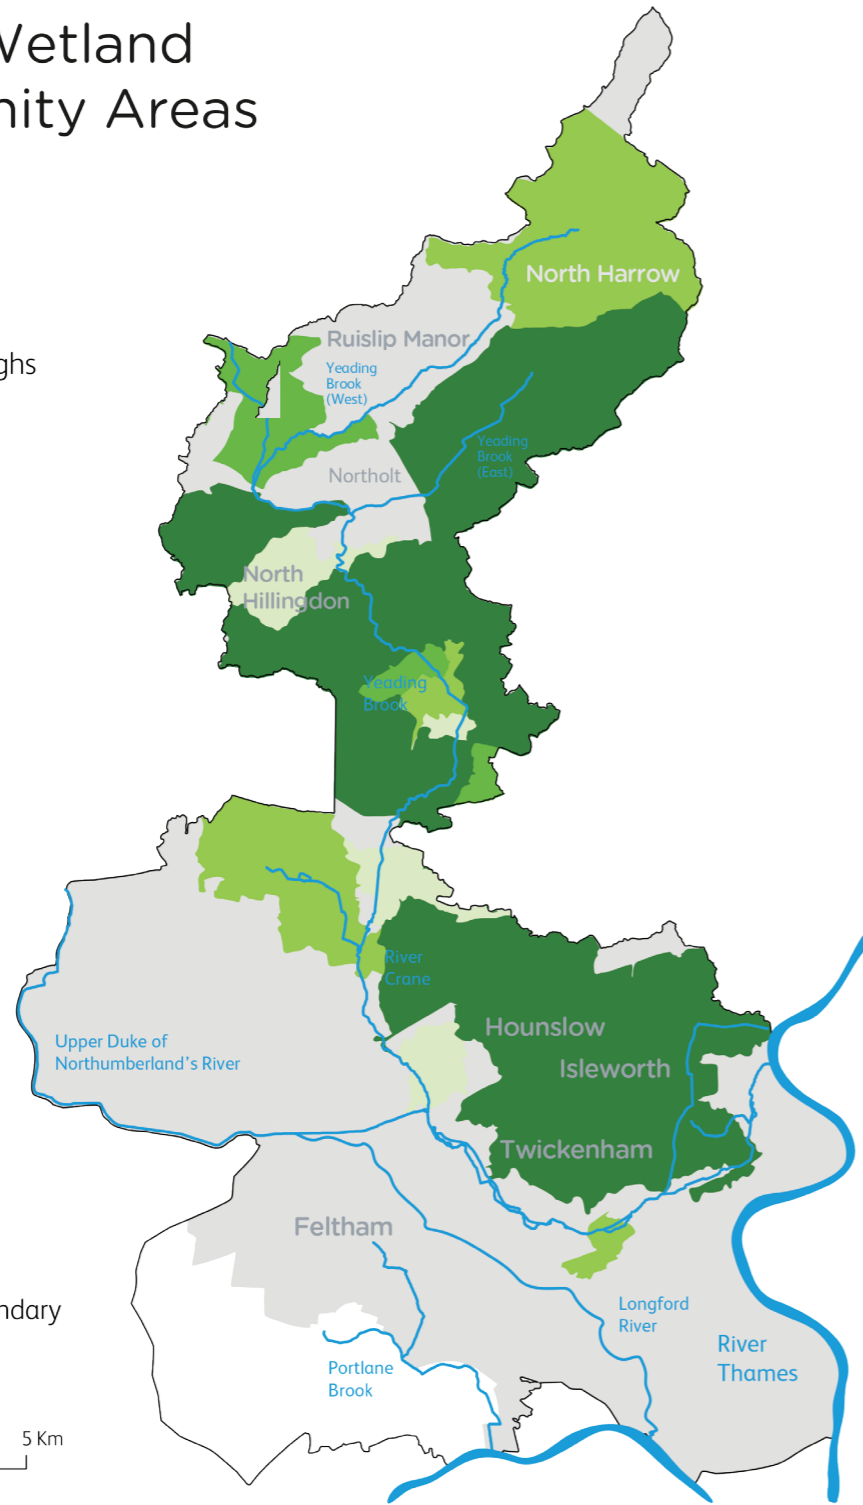 Wetland
nity Areas
North Harrow
ghs
Ruislip Manor
Yeading
Brook
(West)
Yeading
Brook
(East)
Northolt
North
Hillingdon
Yeading
Brook
River
Crane
Hounslow
Upper Duke of
Northumberland's River
Isleworth
Twickenham
Feltham
Longford
River
ndary
River
Thames
Portlane
Brook
5 Km